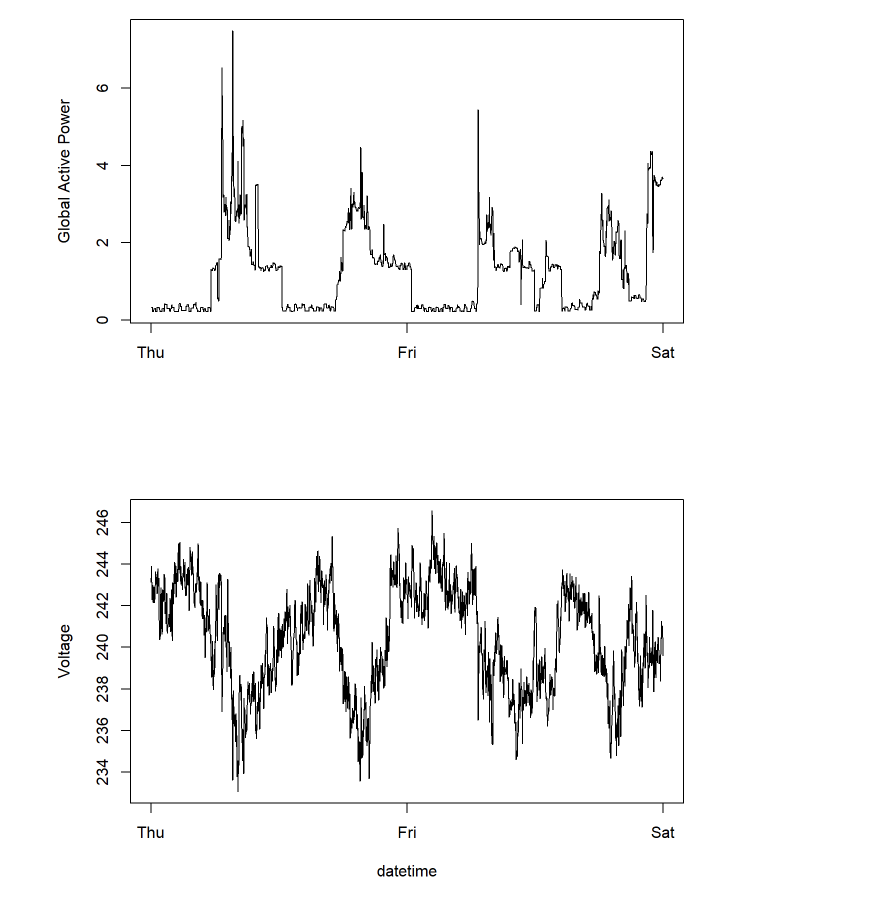 Global Active Power
6
4
2
0
Thu Fri Sat
Voltage
246
244
242
240
238
236
234
Thu Fri Sat
datetime